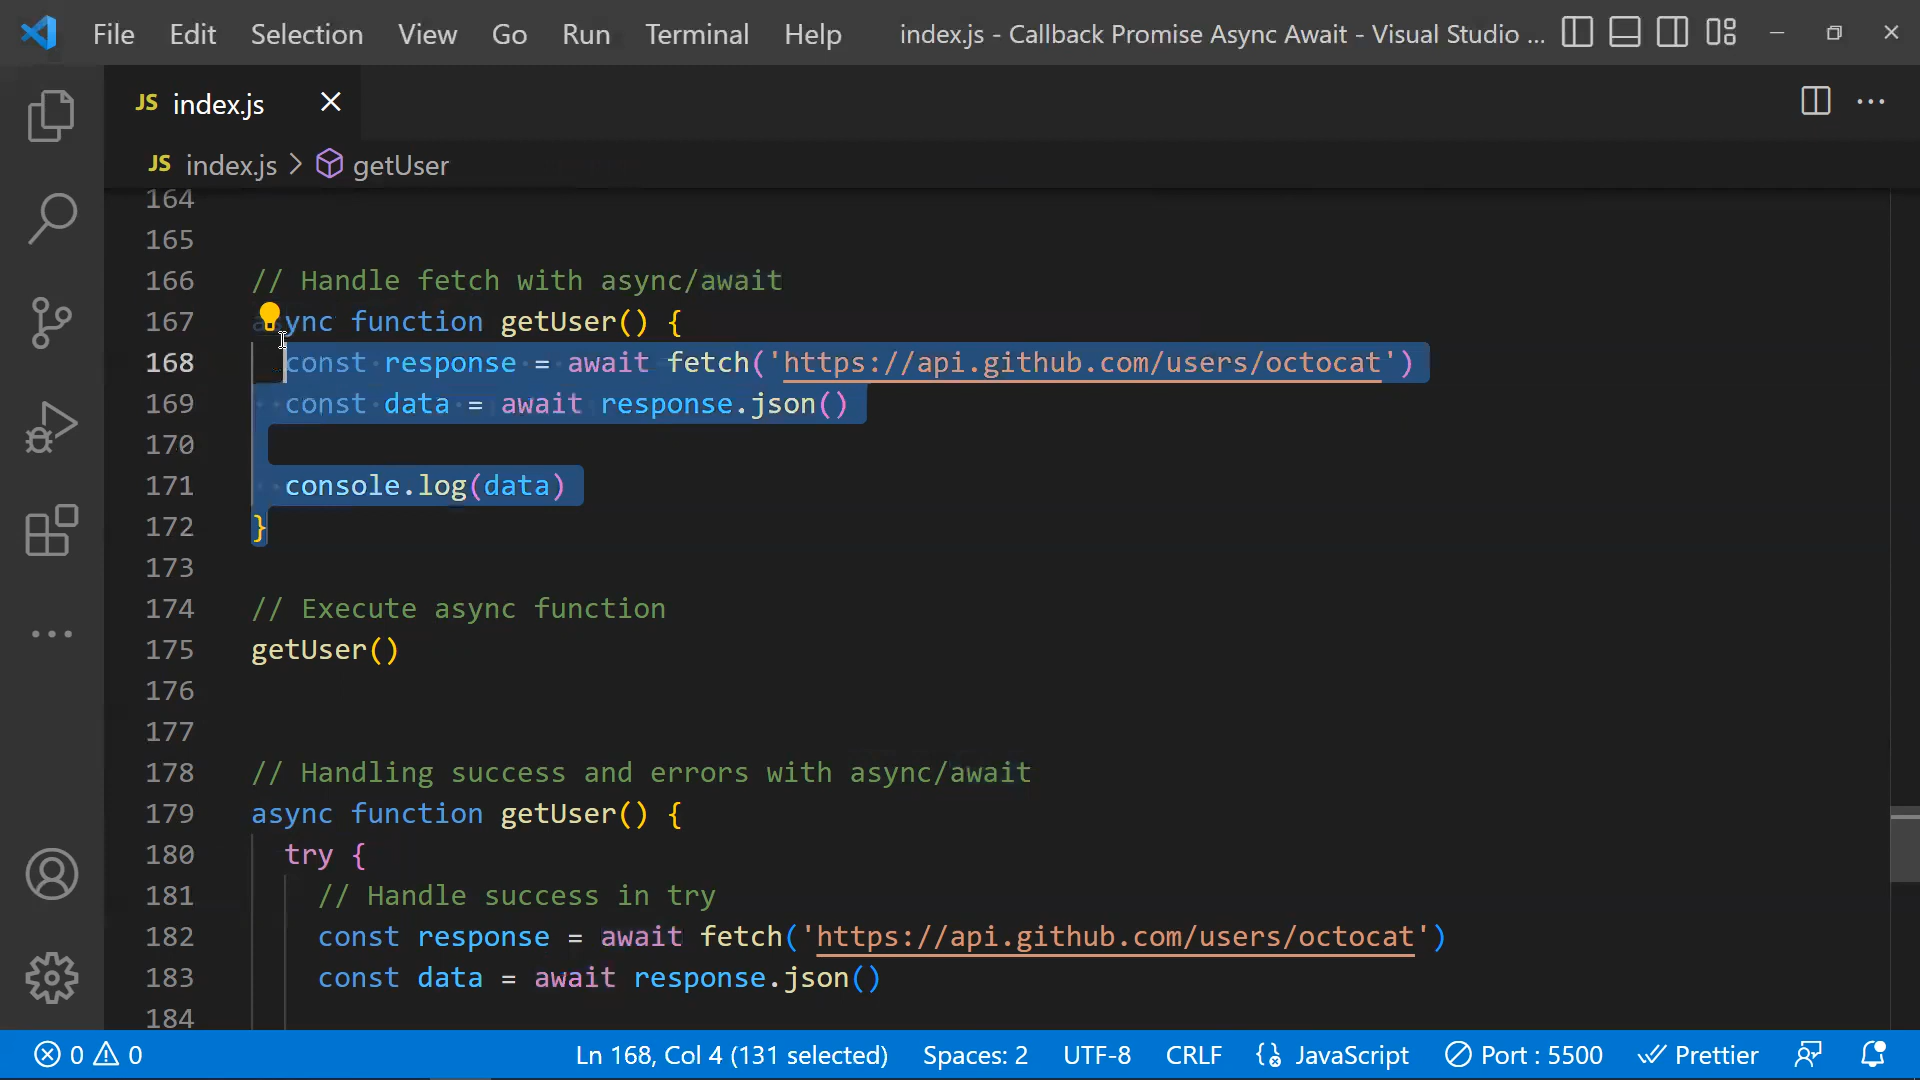 File Edit Selection View Go Run Terminal Help index.js - Callback Promise Async Await - Visual Studio ...
JS index.js
JS index.js > getUser
164
165
166 // Handle fetch with async/await
167 async function getUser() {
168 const response = await fetch('https://api.github.com/users/octocat')
169 const data = await response.json()
170
171 console.log(data)
172 }
173
174 // Execute async function
175 getUser()
176
177
178 // Handling success and errors with async/await
179 async function getUser() {
180 try {
181 // Handle success in try
182 const response = await fetch('https://api.github.com/users/octocat')
183 const data = await response.json()
184
0 0 Ln 168, Col 4 (131 selected) Spaces: 2 UTF-8 CRLF JavaScript Port : 5500 Prettier